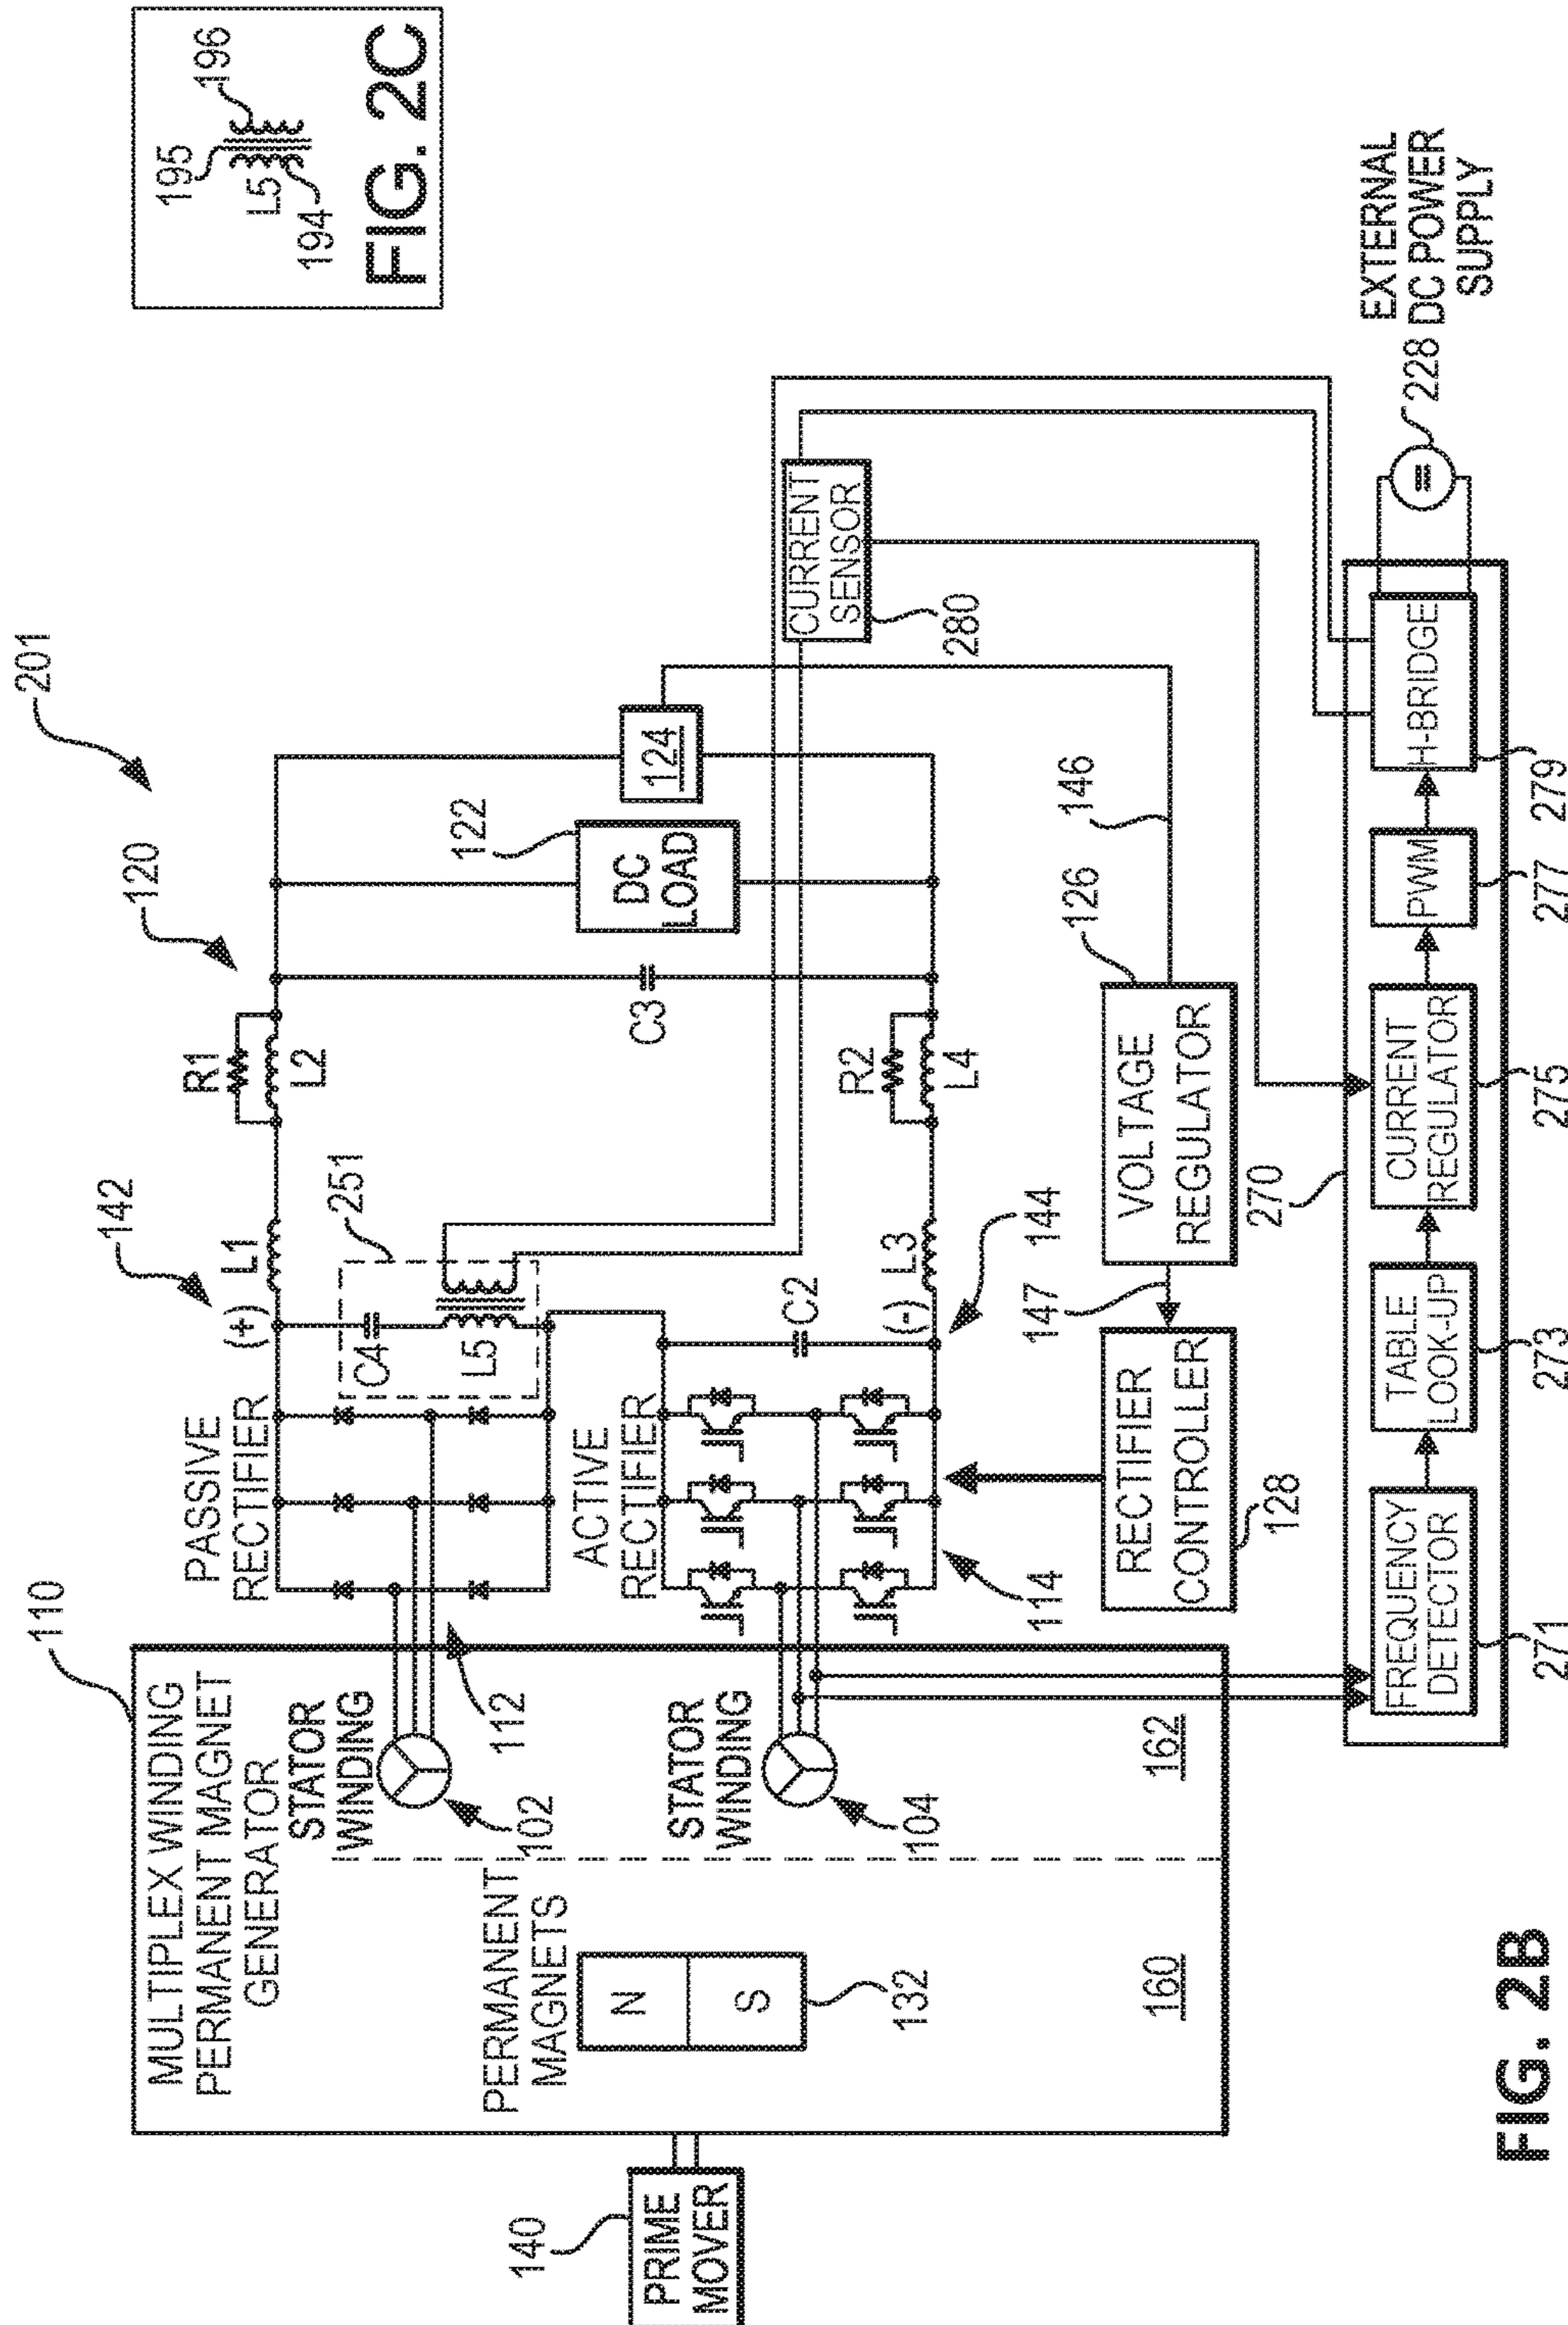 201
110
MULTIPLEX WINDING
PERMANENT MAGNET
GENERATOR
STATOR
WINDING
102
112
PERMANENT
MAGNETS
N
S
132
STATOR
WINDING
104
160
162
140
PRIME
MOVER
PASSIVE
RECTIFIER
142
(+)
L1
C4
L5
251
R1
L2
120
C3
122
DC
LOAD
124
ACTIVE
RECTIFIER
114
C2
(-)
L3
144
R2
L4
CURRENT
SENSOR
280
RECTIFIER
CONTROLLER
128
147
VOLTAGE
REGULATOR
126
146
270
FREQUENCY
DETECTOR
271
TABLE
LOOK-UP
273
CURRENT
REGULATOR
275
PWM
277
H-BRIDGE
279
=
228
EXTERNAL
DC POWER
SUPPLY
FIG. 2B
195
196
L5
194
FIG. 2C